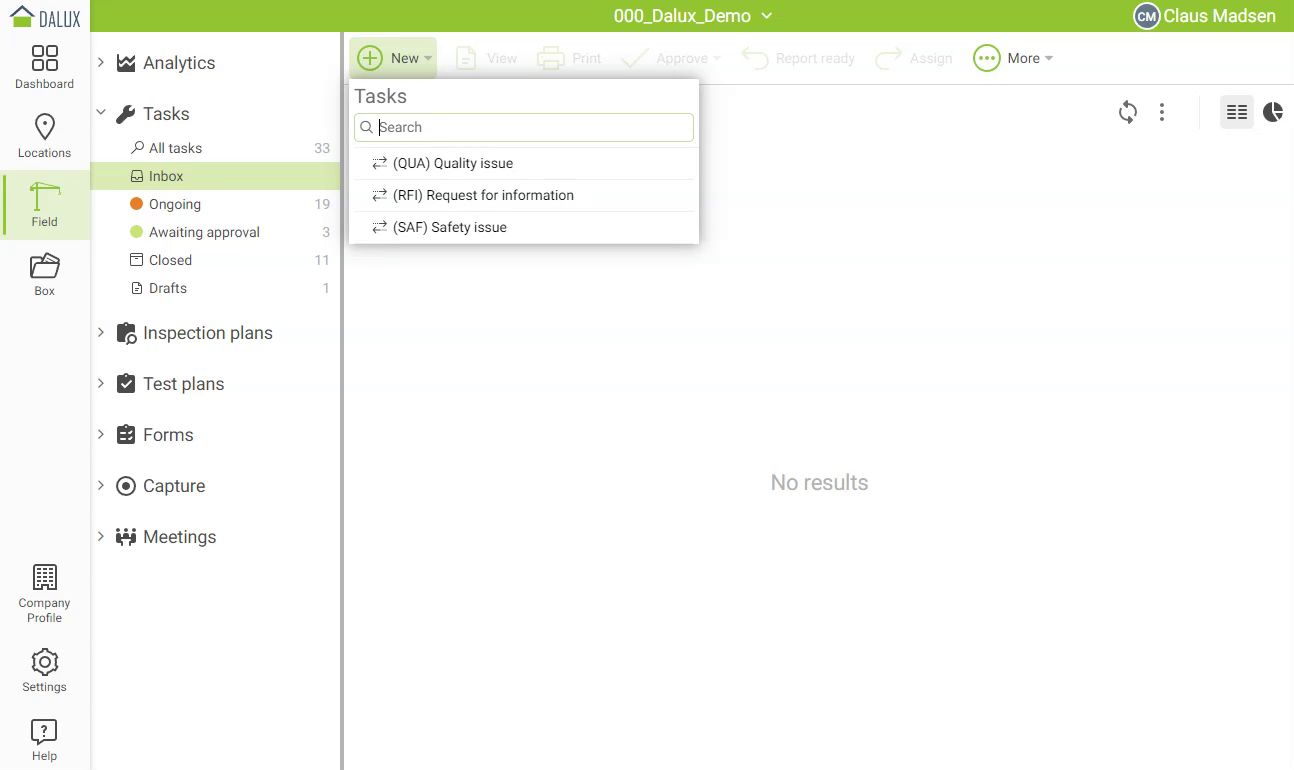 DALUX
000_Dalux_Demo
CM Claus Madsen
Dashboard
Locations
Field
Box
Company
Profile
Settings
Help
Analytics
Tasks
All tasks 33
Inbox
Ongoing 19
Awaiting approval 3
Closed 11
Drafts 1
Inspection plans
Test plans
Forms
Capture
Meetings
New View Print Approve Report ready Assign More
Tasks
Search
(QUA) Quality issue
(RFI) Request for information
(SAF) Safety issue
No results